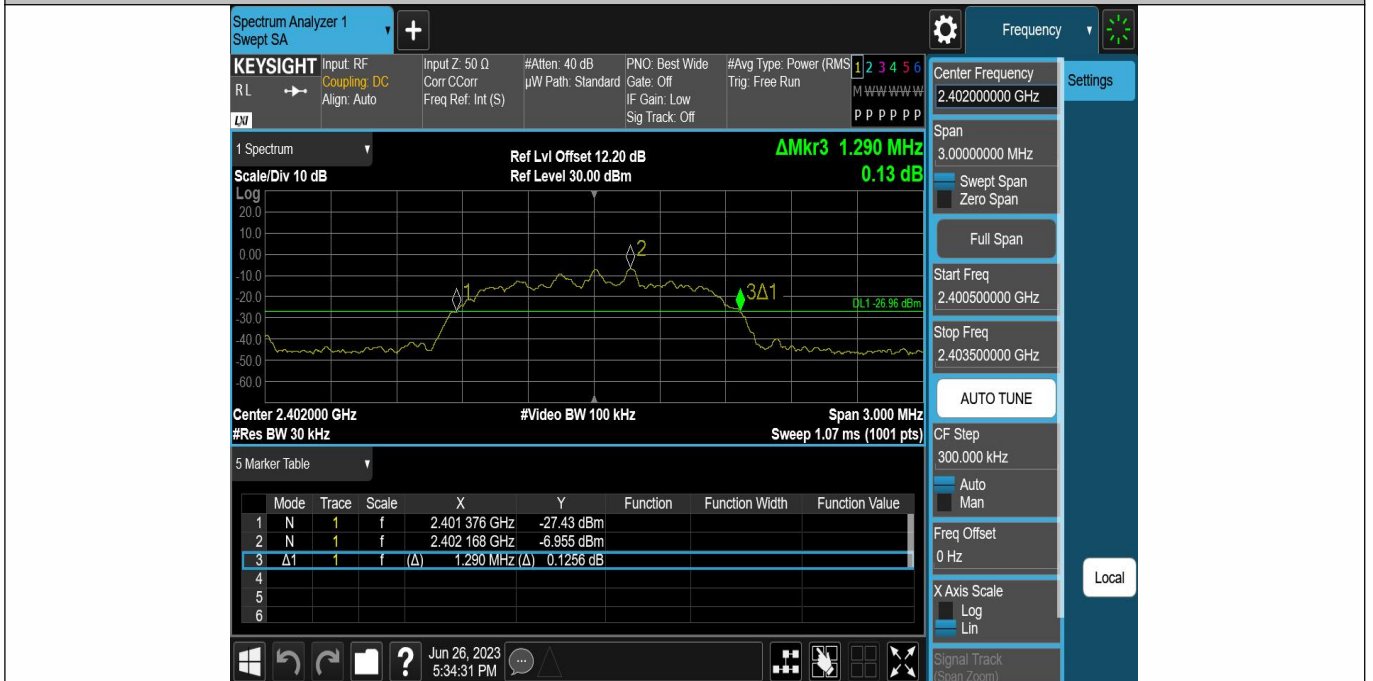 Spectrum Analyzer 1
Swept SA
+
Frequency
KEYSIGHT
RL
LXI
Input: RF
Coupling: DC
Align: Auto
Input Z: 50 Ω
Corr CCorr
Freq Ref: Int (S)
#Atten: 40 dB
µW Path: Standard
PNO: Best Wide
Gate: Off
IF Gain: Low
Sig Track: Off
#Avg Type: Power (RMS
Trig: Free Run
1 2 3 4 5 6
M W W W W W
P P P P P P
1 Spectrum
Scale/Div 10 dB
Ref Lvl Offset 12.20 dB
Ref Level 30.00 dBm
ΔMkr3 1.290 MHz
0.13 dB
Log
20.0
10.0
0.00
-10.0
-20.0
-30.0
-40.0
-50.0
-60.0
1
2
3Δ1
DL1 -26.96 dBm
Center 2.402000 GHz
#Video BW 100 kHz
Span 3.000 MHz
#Res BW 30 kHz
Sweep 1.07 ms (1001 pts)
5 Marker Table
Mode Trace Scale X Y Function Function Width Function Value
1 N 1 f 2.401 376 GHz -27.43 dBm
2 N 1 f 2.402 168 GHz -6.955 dBm
3 Δ1 1 f (Δ) 1.290 MHz (Δ) 0.1256 dB
4
5
6
?
Jun 26, 2023
5:34:31 PM
Center Frequency
2.402000000 GHz
Span
3.00000000 MHz
Swept Span
Zero Span
Full Span
Start Freq
2.400500000 GHz
Stop Freq
2.403500000 GHz
AUTO TUNE
CF Step
300.000 kHz
Auto
Man
Freq Offset
0 Hz
X Axis Scale
Log
Lin
Signal Track
(Span Zoom)
Settings
Local